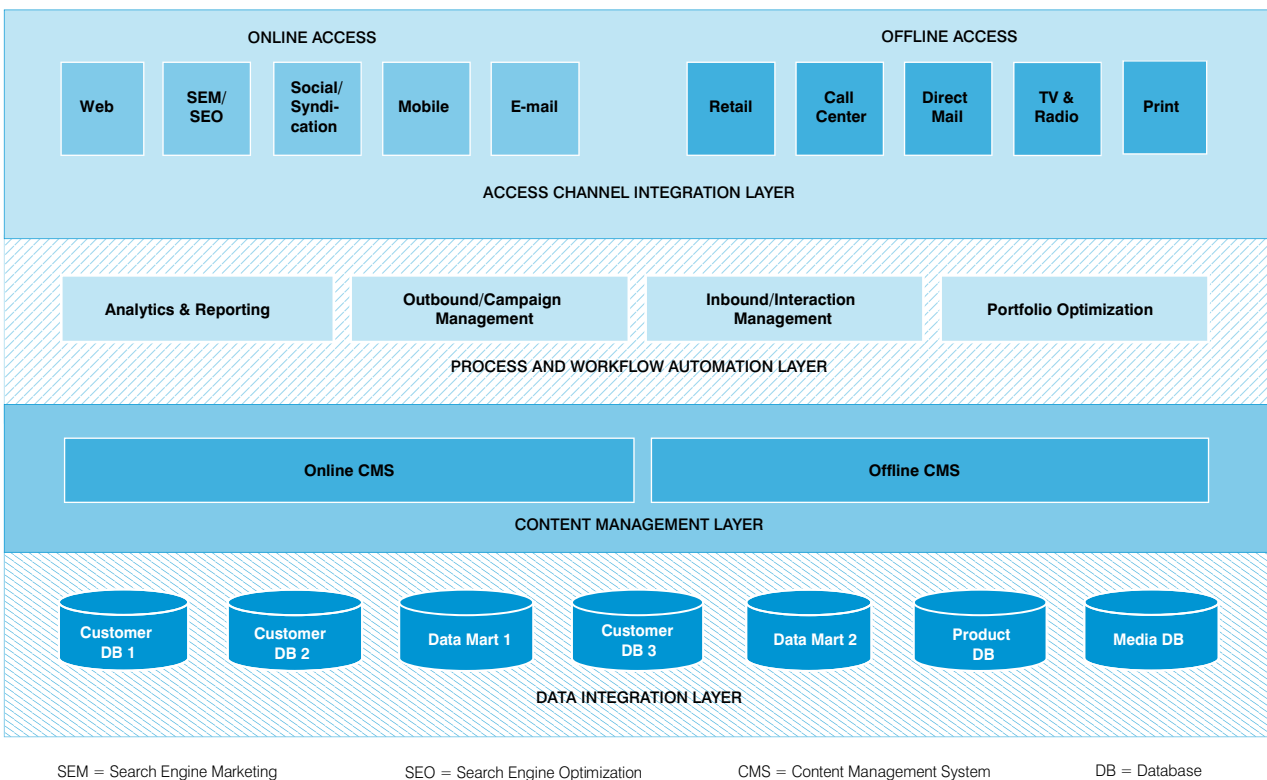 ONLINE ACCESS
OFFLINE ACCESS
Web
SEM/
SEO
Social/
Syndi-
cation
Mobile
E-mail
Retail
Call
Center
Direct
Mail
TV &
Radio
Print
ACCESS CHANNEL INTEGRATION LAYER
Analytics & Reporting
Outbound/Campaign
Management
Inbound/Interaction
Management
Portfolio Optimization
PROCESS AND WORKFLOW AUTOMATION LAYER
Online CMS
Offline CMS
CONTENT MANAGEMENT LAYER
Customer
DB 1
Customer
DB 2
Data Mart 1
Customer
DB 3
Data Mart 2
Product
DB
Media DB
DATA INTEGRATION LAYER
SEM = Search Engine Marketing
SEO = Search Engine Optimization
CMS = Content Management System
DB = Database